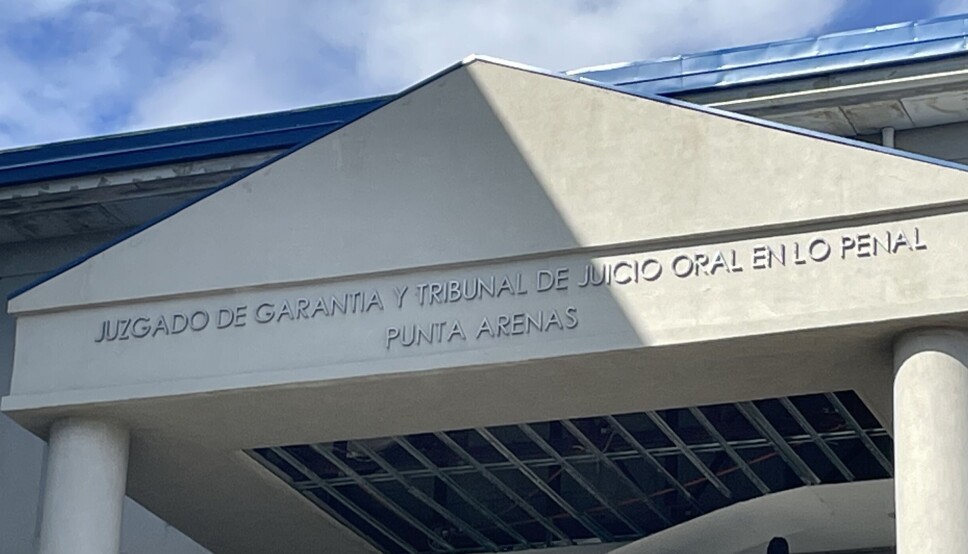 JUZGADO DE GARANTIA Y TRIBUNAL DE JUICIO ORAL EN LO PENAL
PUNTA ARENAS